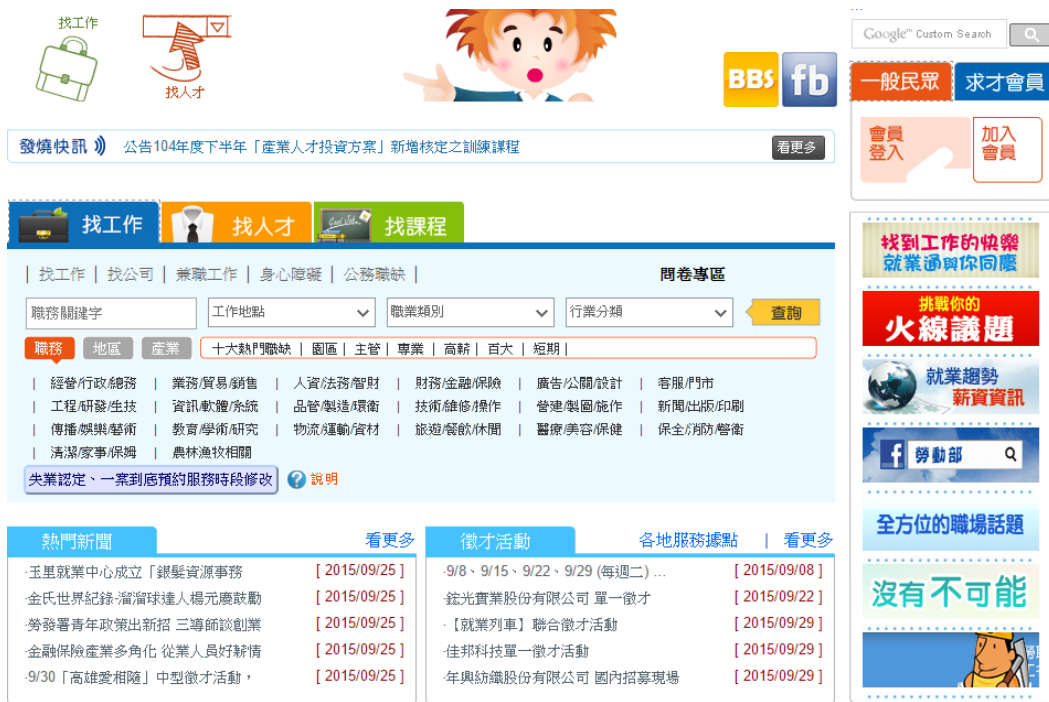 找工作
找人才
BBS fb
Google™ Custom Search
一般民眾 求才會員
會員登入
加入會員
發燒快訊 公告104年度下半年「產業人才投資方案」新增核定之訓練課程 看更多
找工作 找人才 找課程
| 找工作 | 找公司 | 兼職工作 | 身心障礙 | 公務職缺 | 問卷專區
職務關鍵字 工作地點 職業類別 行業分類 查詢
職務 地區 產業 十大熱門職缺 | 園區 | 主管 | 專業 | 高薪 | 百大 | 短期 |
| 經營/行政/總務 | 業務/貿易/銷售 | 人資/法務/智財 | 財務/金融/保險 | 廣告/公關/設計 | 客服/門市
| 工程/研發/生技 | 資訊/軟體/系統 | 品管/製造/環衛 | 技術/維修/操作 | 營建/製圖/施作 | 新聞/出版/印刷
| 傳播/娛樂/藝術 | 教育/學術/研究 | 物流/運輸/資材 | 旅遊/餐飲/休閒 | 醫療/美容/保健 | 保全/消防/警衛
| 清潔/家事/保姆 | 農林漁牧相關
失業認定、一案到底預約服務時段修改 說明
熱門新聞 看更多
·玉里就業中心成立「銀髮資源事務 [ 2015/09/25 ]
·金氏世界紀錄-溜溜球達人楊元慶鼓勵 [ 2015/09/25 ]
·勞發署青年政策出新招 三導師談創業 [ 2015/09/25 ]
·金融保險產業多角化 從業人員好薪情 [ 2015/09/25 ]
·9/30「高雄愛相隨」中型徵才活動， [ 2015/09/25 ]
徵才活動 各地服務據點 | 看更多
·9/8、9/15、9/22、9/29 (每週二) ... [ 2015/09/08 ]
·鋐光實業股份有限公司 單一徵才 [ 2015/09/22 ]
·【就業列車】聯合徵才活動 [ 2015/09/29 ]
·佳邦科技單一徵才活動 [ 2015/09/29 ]
·年興紡織股份有限公司 國內招募現場 [ 2015/09/29 ]
找到工作的快樂
就業通與你同慶
挑戰你的
火線議題
就業趨勢
薪資資訊
f 勞動部
全方位的職場話題
沒有不可能